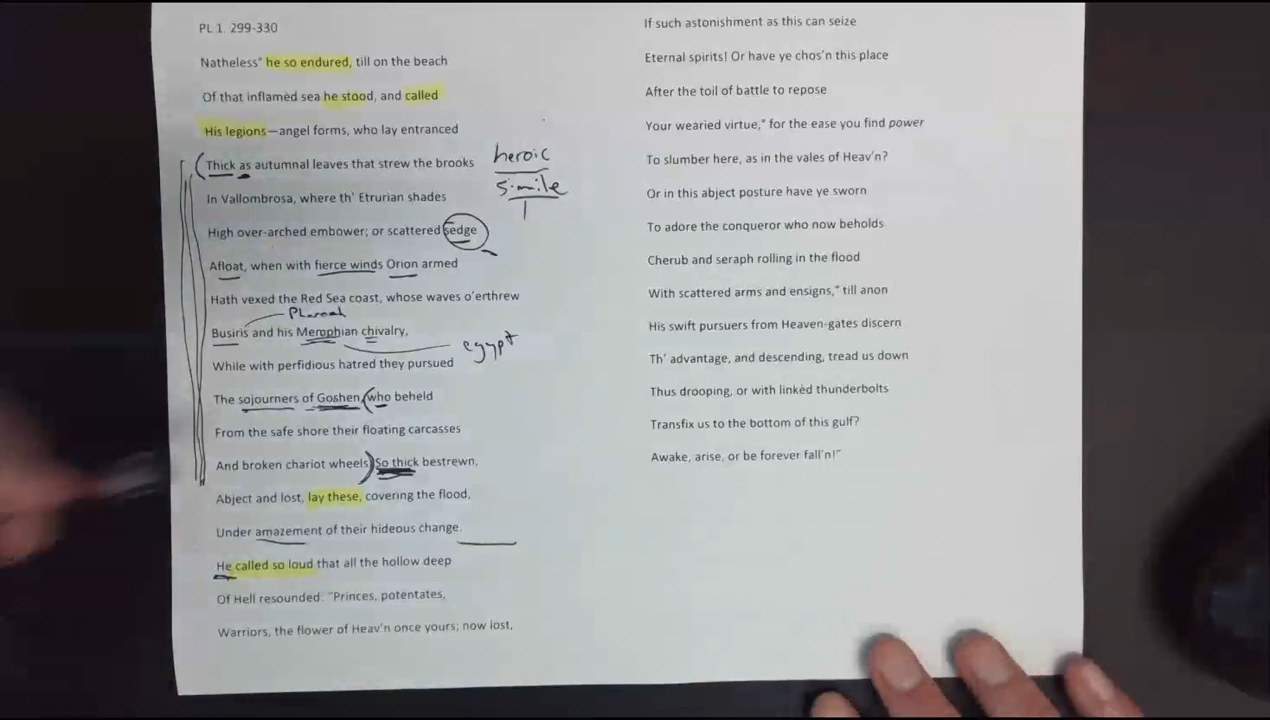 PL 1. 299-330
Natheless° he so endured, till on the beach
Of that inflamèd sea he stood, and called
His legions—angel forms, who lay entranced
Thick as autumnal leaves that strew the brooks
heroic
simile
In Vallombrosa, where th' Etrurian shades
High over-arched embower; or scattered sedge
Afloat, when with fierce winds Orion armed
Hath vexed the Red Sea coast, whose waves o'erthrew
Pharoah
Busiris and his Memphian chivalry,
egypt
While with perfidious hatred they pursued
The sojourners of Goshen, who beheld
From the safe shore their floating carcasses
And broken chariot wheels; So thick bestrewn,
Abject and lost, lay these, covering the flood,
Under amazement of their hideous change.
He called so loud that all the hollow deep
Of Hell resounded: "Princes, potentates,
Warriors, the flower of Heav'n once yours; now lost,
If such astonishment as this can seize
Eternal spirits! Or have ye chos'n this place
After the toil of battle to repose
Your wearied virtue,° for the ease you find power
To slumber here, as in the vales of Heav'n?
Or in this abject posture have ye sworn
To adore the conqueror who now beholds
Cherub and seraph rolling in the flood
With scattered arms and ensigns,° till anon
His swift pursuers from Heaven-gates discern
Th' advantage, and descending, tread us down
Thus drooping, or with linkèd thunderbolts
Transfix us to the bottom of this gulf?
Awake, arise, or be forever fall'n!"